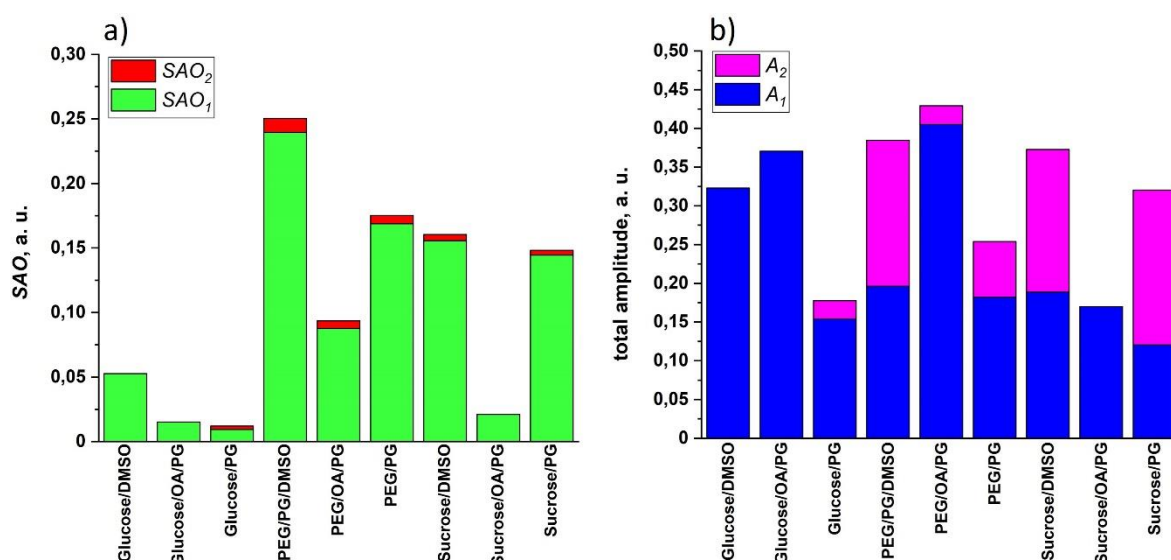 a)
SAO2
SAO1
0,30
0,25
0,20
0,15
0,10
0,05
0
SAO, a. u.
Glucose/DMSO
Glucose/OA/PG
Glucose/PG
PEG/PG/DMSO
PEG/OA/PG
PEG/PG
Sucrose/DMSO
Sucrose/OA/PG
Sucrose/PG
b)
A2
A1
0,50
0,45
0,40
0,35
0,30
0,25
0,20
0,15
0,10
0,05
0
total amplitude, a. u.
Glucose/DMSO
Glucose/OA/PG
Glucose/PG
PEG/PG/DMSO
PEG/OA/PG
PEG/PG
Sucrose/DMSO
Sucrose/OA/PG
Sucrose/PG